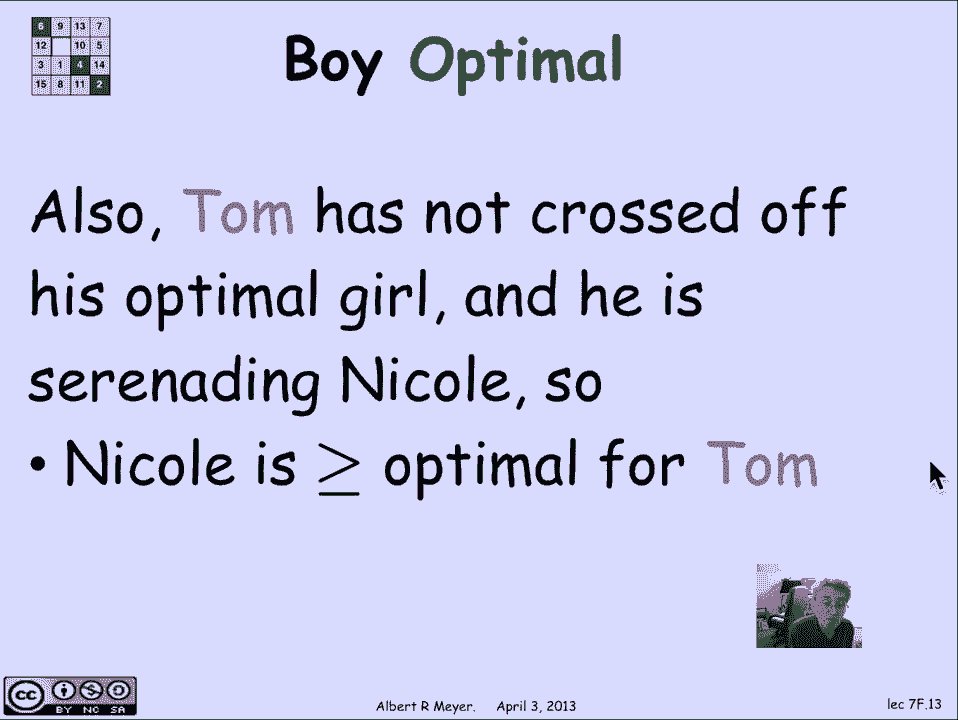 6 9 13 7
12 10 5
3 1 4 14
15 8 11 2
Boy Optimal
Also, Tom has not crossed off
his optimal girl, and he is
serenading Nicole, so
• Nicole is ≥ optimal for Tom
cc
BY NC SA
Albert R Meyer. April 3, 2013
lec 7F.13